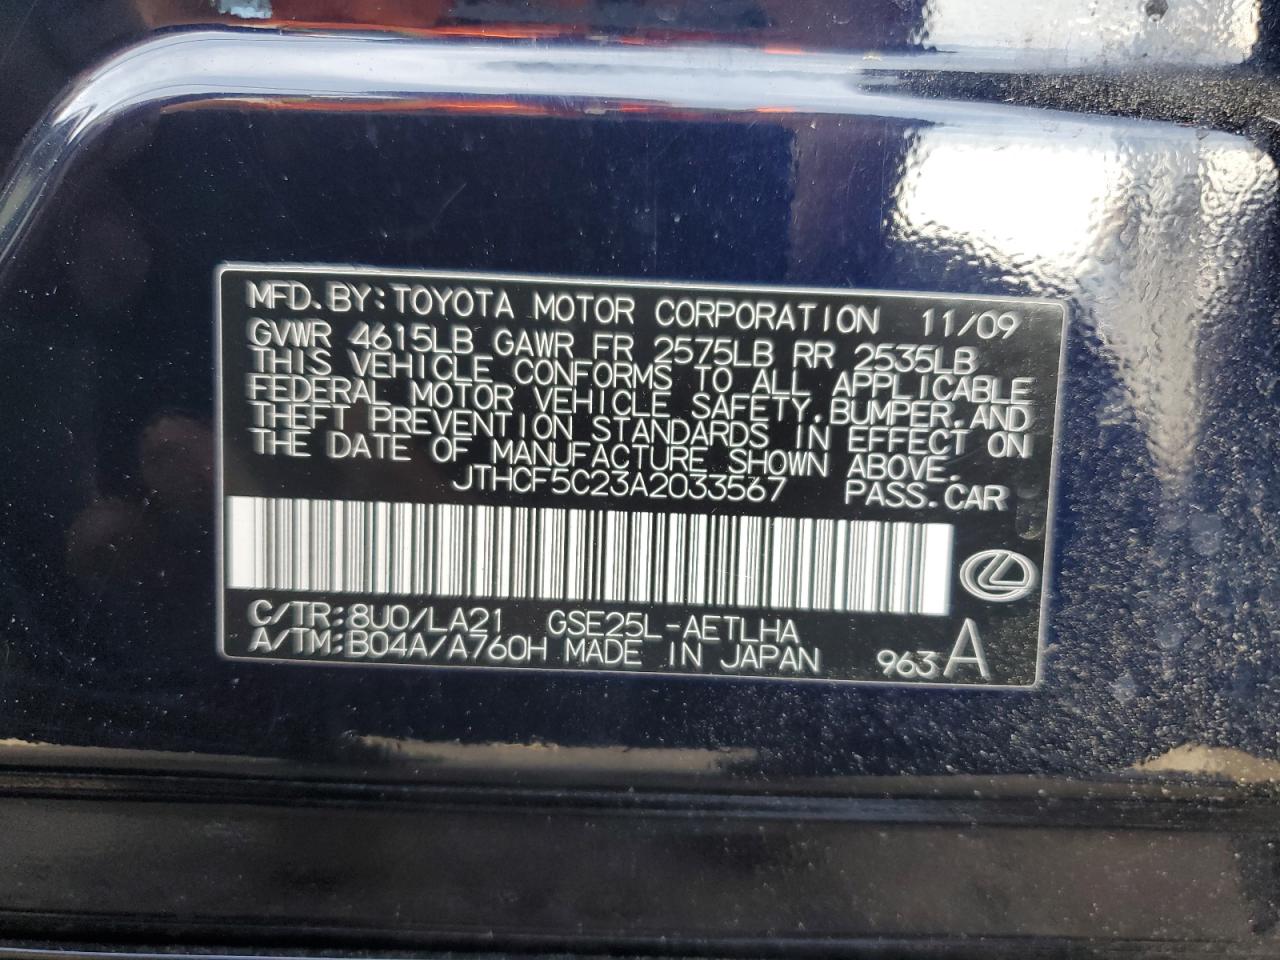 MFD.BY:TOYOTA MOTOR CORPORATION 11/09
GVWR 4615LB GAWR FR 2575LB RR 2535LB
THIS VEHICLE CONFORMS TO ALL APPLICABLE
FEDERAL MOTOR VEHICLE SAFETY,BUMPER,AND
THEFT PREVENTION STANDARDS IN EFFECT ON
THE DATE OF MANUFACTURE SHOWN ABOVE.
JTHCF5C23A2033567 PASS.CAR
C/TR:8U0/LA21 GSE25L-AETLHA
A/TM:B04A/A760H MADE IN JAPAN 963 A